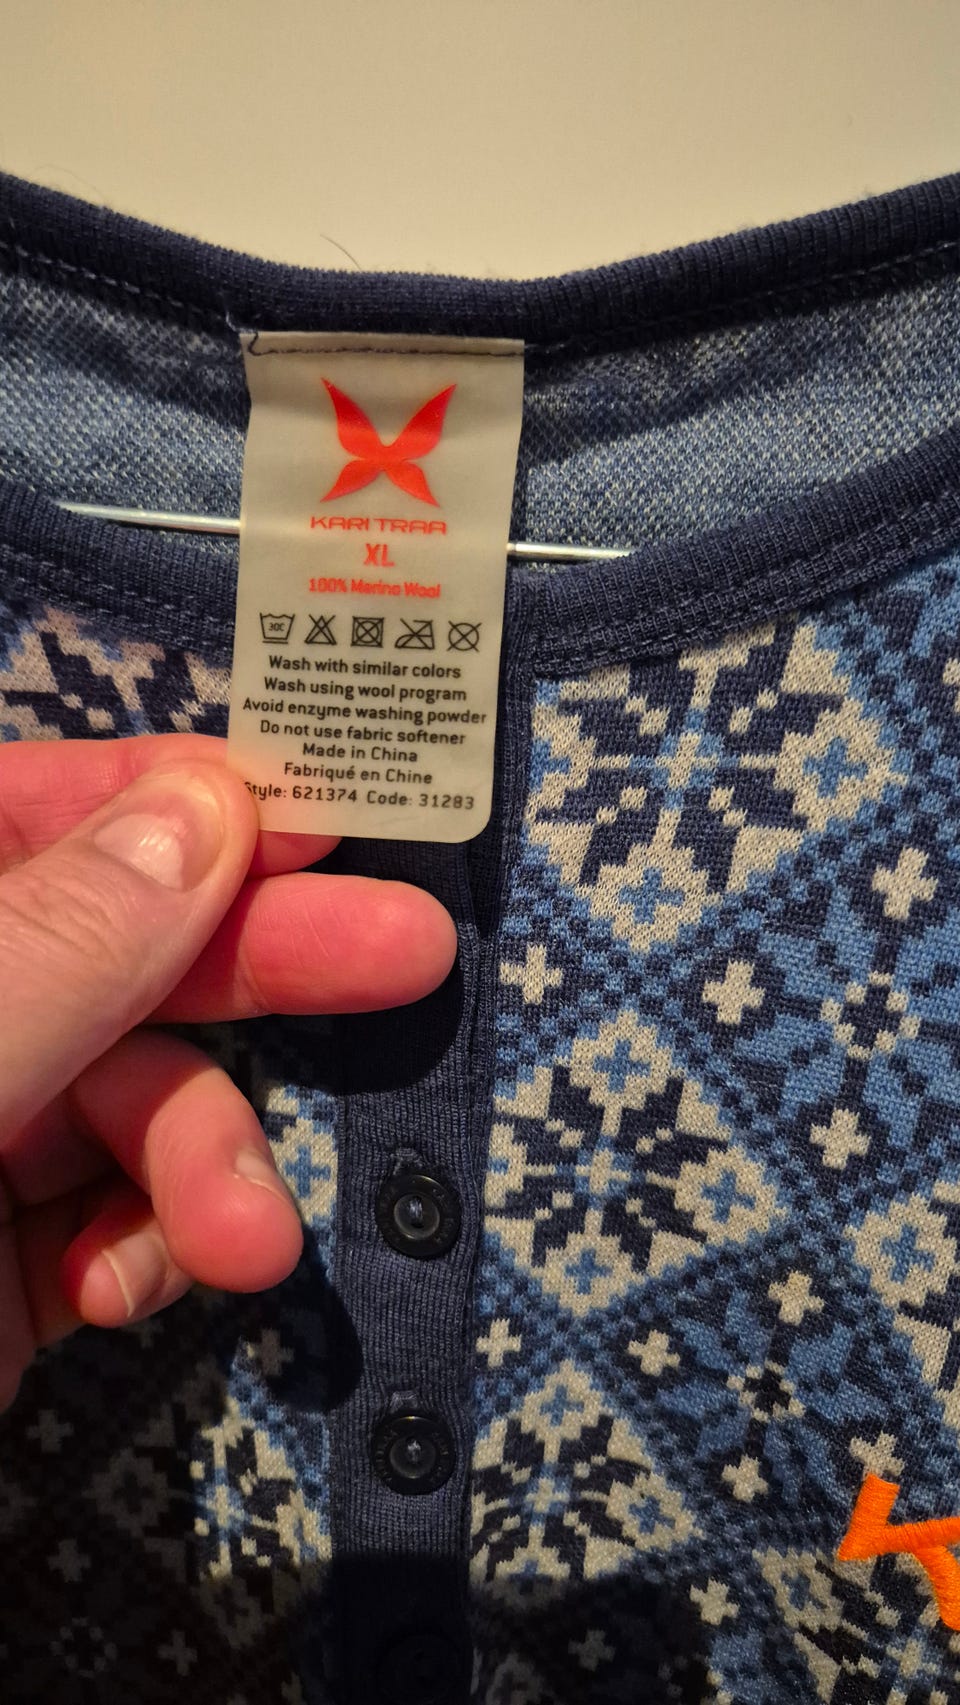 KARI TRAA
XL
100% Merino Wool
30C
Wash with similar colors
Wash using wool program
Avoid enzyme washing powder
Do not use fabric softener
Made in China
Fabriqué en Chine
Style: 621374 Code: 31283